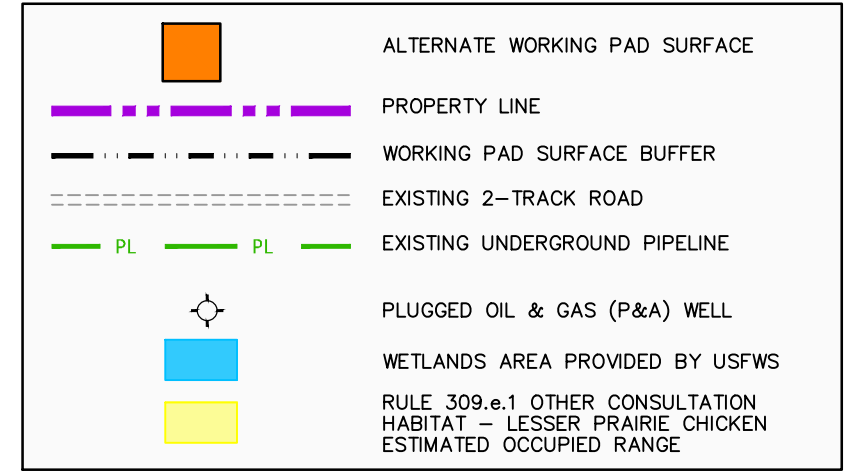 ALTERNATE WORKING PAD SURFACE
PROPERTY LINE
WORKING PAD SURFACE BUFFER
EXISTING 2-TRACK ROAD
PL PL EXISTING UNDERGROUND PIPELINE
PLUGGED OIL & GAS (P&A) WELL
WETLANDS AREA PROVIDED BY USFWS
RULE 309.e.1 OTHER CONSULTATION
HABITAT - LESSER PRAIRIE CHICKEN
ESTIMATED OCCUPIED RANGE